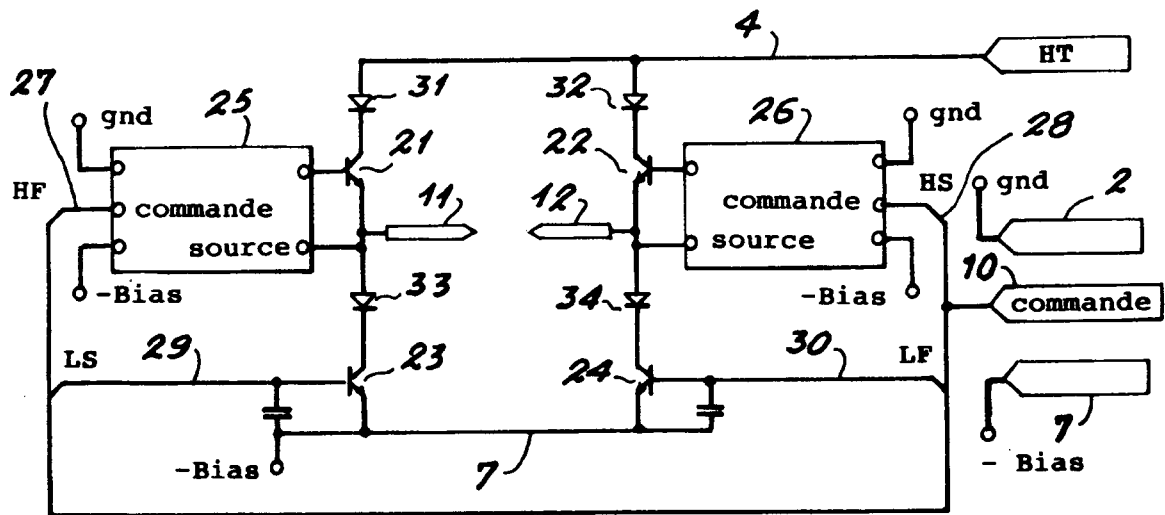 4
HT
27
gnd
25
31
32
26
gnd
28
21
22
HF
HS
gnd
2
commande
11
12
commande
source
source
10
-Bias
33
34
-Bias
commande
LS
29
23
24
30
LF
7
7
-Bias
- Bias